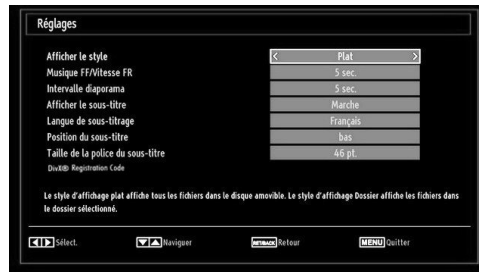 Réglages
Afficher le style < Plat >
Musique FF/Vitesse FR 5 sec.
Intervalle diaporama 5 sec.
Afficher le sous-titre Marche
Langue de sous-titrage Français
Position du sous-titre bas
Taille de la police du sous-titre 46 pt.
DivX® Registration Code
Le style d'affichage plat affiche tous les fichiers dans le disque amovible. Le style d'affichage Dossier affiche les fichiers dans
le dossier sélectionné.
Sélect. Naviguer RET/BACK Retour MENU Quitter